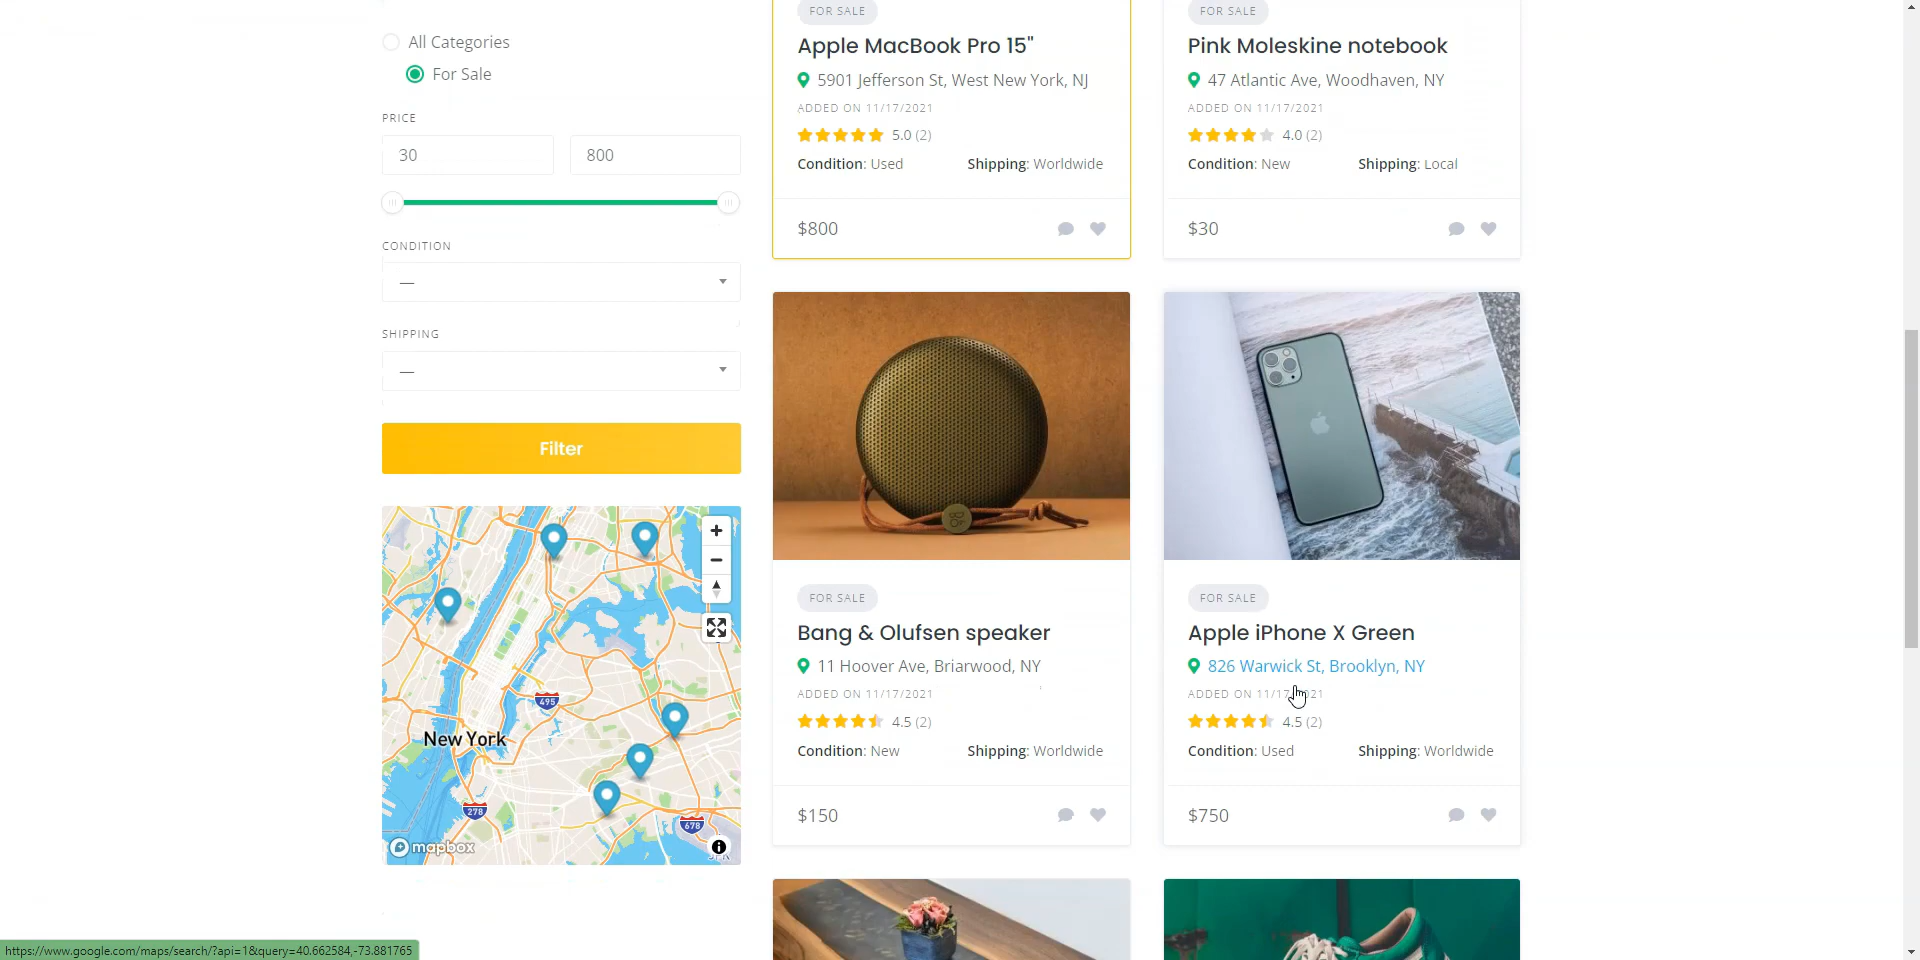 All Categories
For Sale
PRICE
30
800
CONDITION
—
SHIPPING
—
Filter
495
New York
278
678
mapbox
FOR SALE
Apple MacBook Pro 15"
5901 Jefferson St, West New York, NJ
ADDED ON 11/17/2021
5.0 (2)
Condition: Used
Shipping: Worldwide
$800
FOR SALE
Pink Moleskine notebook
47 Atlantic Ave, Woodhaven, NY
ADDED ON 11/17/2021
4.0 (2)
Condition: New
Shipping: Local
$30
FOR SALE
Bang & Olufsen speaker
11 Hoover Ave, Briarwood, NY
ADDED ON 11/17/2021
4.5 (2)
Condition: New
Shipping: Worldwide
$150
FOR SALE
Apple iPhone X Green
826 Warwick St, Brooklyn, NY
ADDED ON 11/17/2021
4.5 (2)
Condition: Used
Shipping: Worldwide
$750
https://www.google.com/maps/search/?api=1&query=40.662584,-73.881765